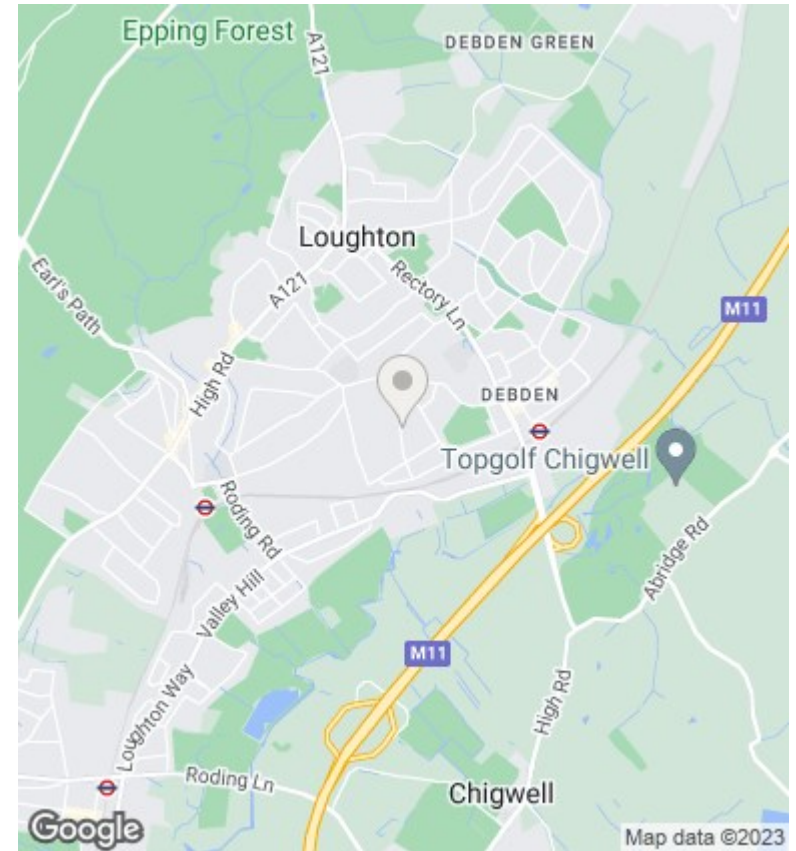 Epping Forest
A121
DEBDEN GREEN
Loughton
Earl's Path
A121
Rectory Ln
M11
High Rd
DEBDEN
Topgolf Chigwell
Roding Rd
Abridge Rd
Valley Hill
M11
Loughton Way
High Rd
Roding Ln
Chigwell
Google
Map data ©2023